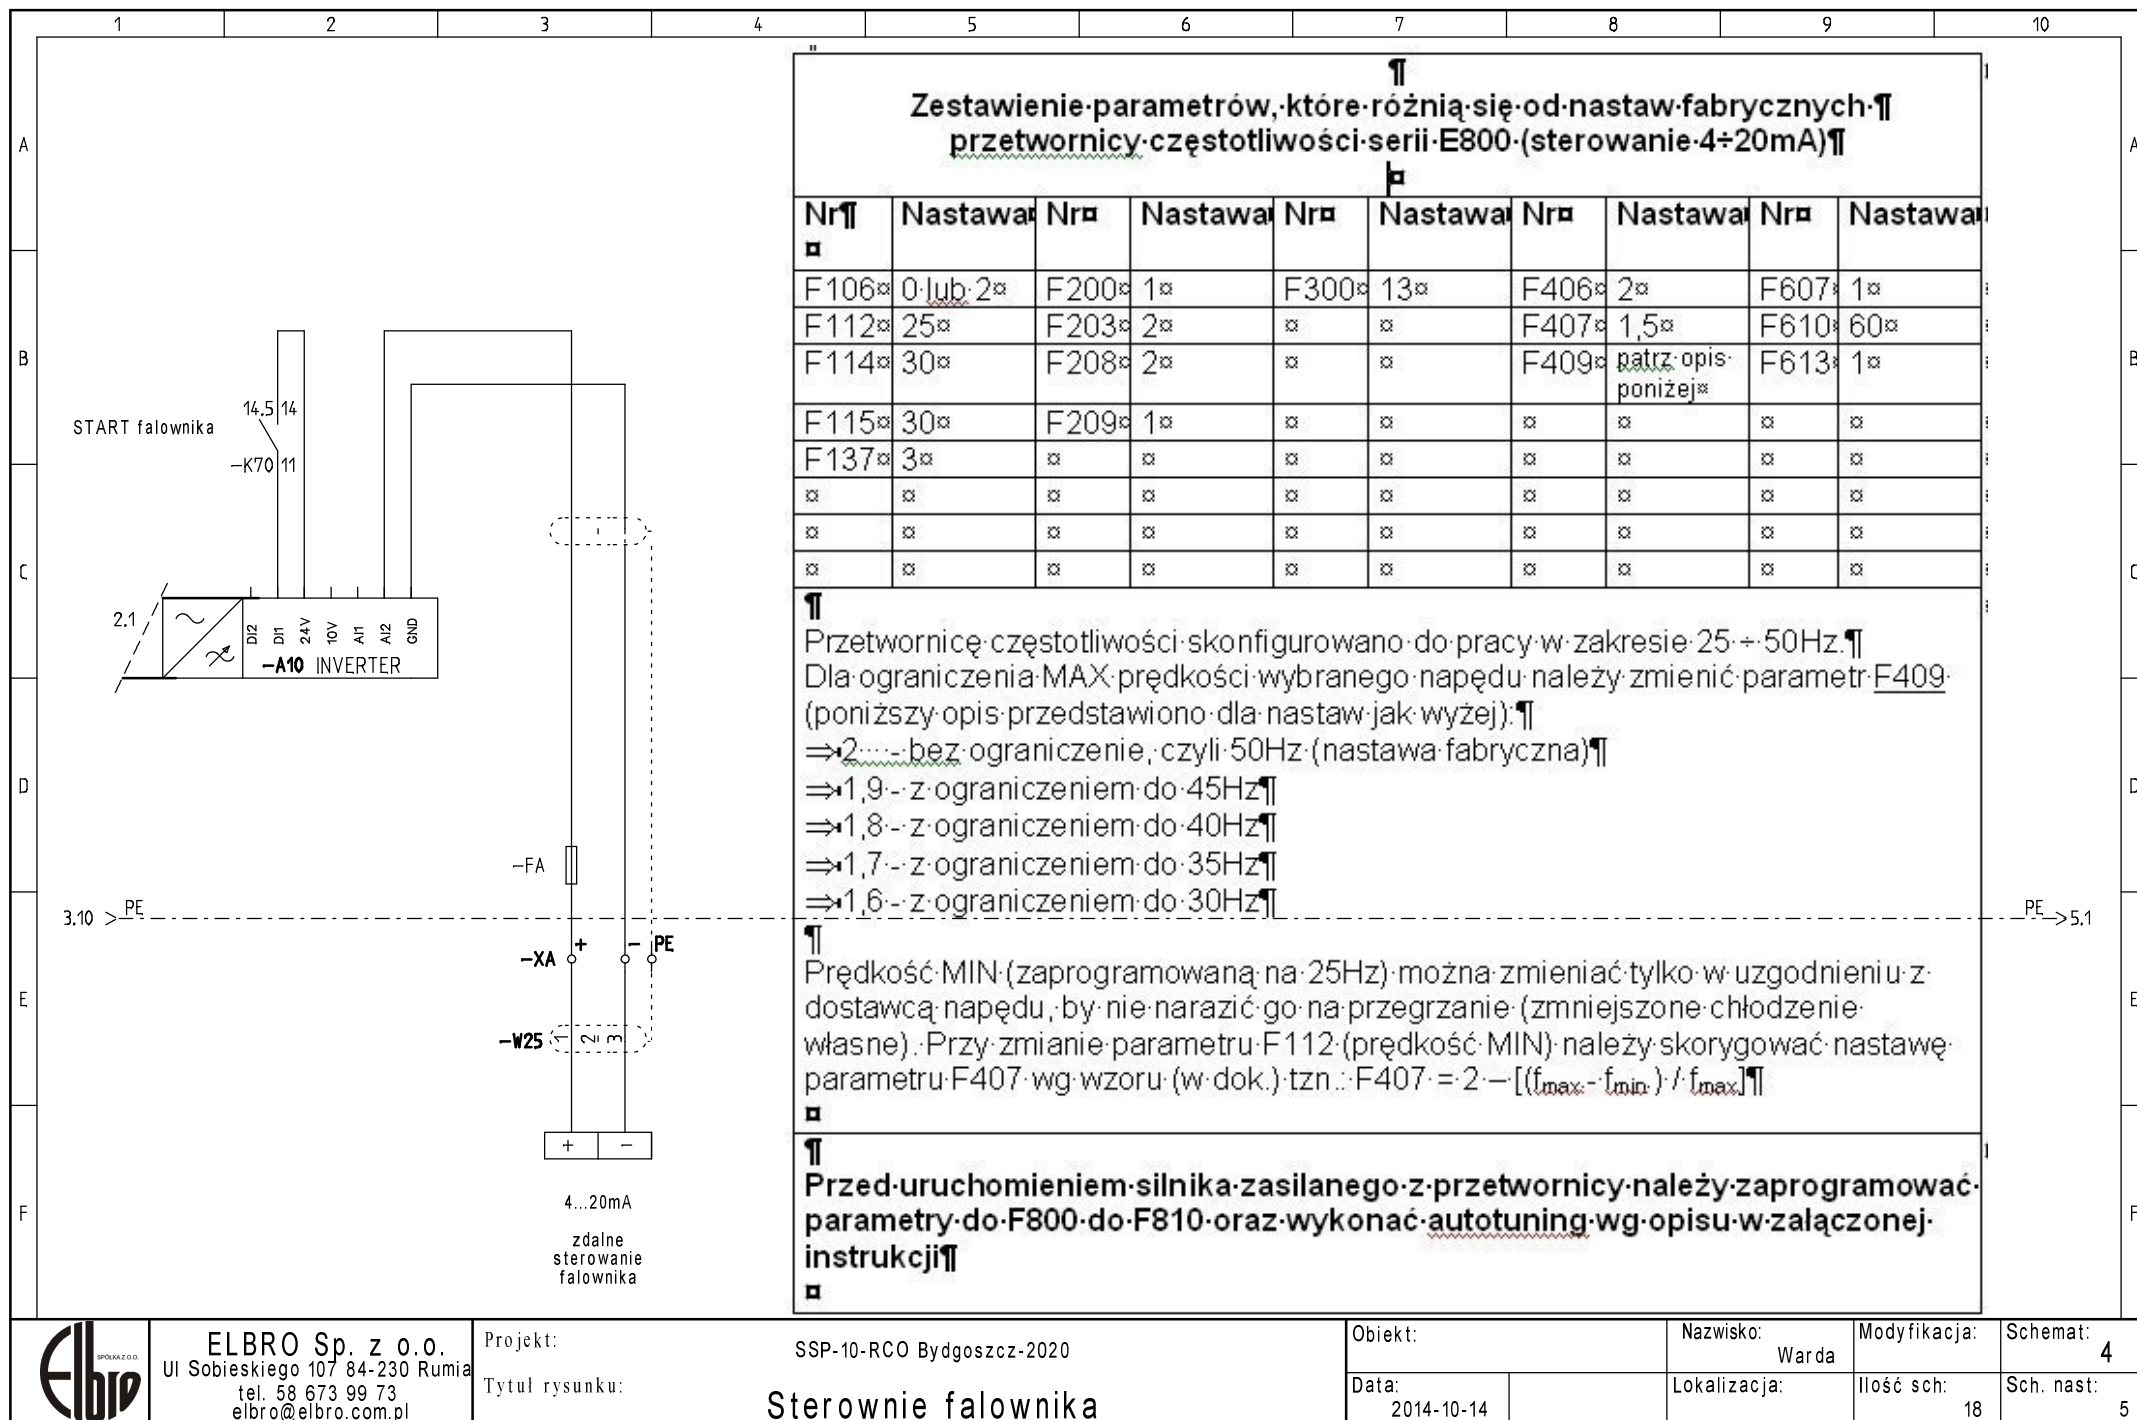 1 2 3 4 5 6 7 8 9 10
A A
B B
C C
D D
E E
F F
START falownika
14.5 14
-K70 11
2.1
DI2 DI1 24V 10V AI1 AI2 GND
-A10 INVERTER
-FA
3.10 > PE
PE > 5.1
-XA + - PE
-W25 1 2 3
+ -
4...20mA
zdalne
sterowanie
falownika
"
¶
Zestawienie·parametrów,·które·różnią·się·od·nastaw·fabrycznych·¶
przetwornicy·częstotliwości·serii·E800·(sterowanie·4÷20mA)¶
¤
Nr¶ Nastawa¤ Nr¤ Nastawa¤ Nr¤ Nastawa¤ Nr¤ Nastawa¤ Nr¤ Nastawa¤
¤
F106¤ 0·lub·2¤ F200¤ 1¤ F300¤ 13¤ F406¤ 2¤ F607¤ 1¤
F112¤ 25¤ F203¤ 2¤ ¤ ¤ F407¤ 1,5¤ F610¤ 60¤
F114¤ 30¤ F208¤ 2¤ ¤ ¤ F409¤ patrz·opis· F613¤ 1¤
poniżej¤
F115¤ 30¤ F209¤ 1¤ ¤ ¤ ¤ ¤ ¤ ¤
F137¤ 3¤ ¤ ¤ ¤ ¤ ¤ ¤ ¤ ¤
¤ ¤ ¤ ¤ ¤ ¤ ¤ ¤ ¤ ¤
¤ ¤ ¤ ¤ ¤ ¤ ¤ ¤ ¤ ¤
¤ ¤ ¤ ¤ ¤ ¤ ¤ ¤ ¤ ¤
¶
Przetwornicę·częstotliwości·skonfigurowano·do·pracy·w·zakresie·25·÷·50Hz.¶
Dla·ograniczenia·MAX·prędkości·wybranego·napędu·należy·zmienić·parametr·F409·
(poniższy·opis·przedstawiono·dla·nastaw·jak·wyżej):¶
⇒2····-·bez·ograniczenie,·czyli·50Hz·(nastawa·fabryczna)¶
⇒1,9·-·z·ograniczeniem·do·45Hz¶
⇒1,8·-·z·ograniczeniem·do·40Hz¶
⇒1,7·-·z·ograniczeniem·do·35Hz¶
⇒1,6·-·z·ograniczeniem·do·30Hz¶
¶
Prędkość·MIN·(zaprogramowaną·na·25Hz)·można·zmieniać·tylko·w·uzgodnieniu·z·
dostawcą·napędu,·by·nie·narazić·go·na·przegrzanie·(zmniejszone·chłodzenie·
własne).·Przy·zmianie·parametru·F112·(prędkość·MIN)·należy·skorygować·nastawę·
parametru·F407·wg·wzoru·(w·dok.)·tzn.:·F407·=·2·–·[(fmax·-·fmin·)·/·fmax]¶
¤
¶
Przed·uruchomieniem·silnika·zasilanego·z·przetwornicy·należy·zaprogramować·
parametry·do·F800·do·F810·oraz·wykonać·autotuning·wg·opisu·w·załączonej·
instrukcji¶
¤
Elbro SPÓŁKA Z O.O.
ELBRO Sp. z o.o.
Ul Sobieskiego 107 84-230 Rumia
tel. 58 673 99 73
elbro@elbro.com.pl
Projekt: SSP-10-RCO Bydgoszcz-2020
Tytuł rysunku: Sterownie falownika
Obiekt:
Nazwisko: Warda
Modyfikacja:
Schemat: 4
Data: 2014-10-14
Lokalizacja:
Ilość sch: 18
Sch. nast: 5